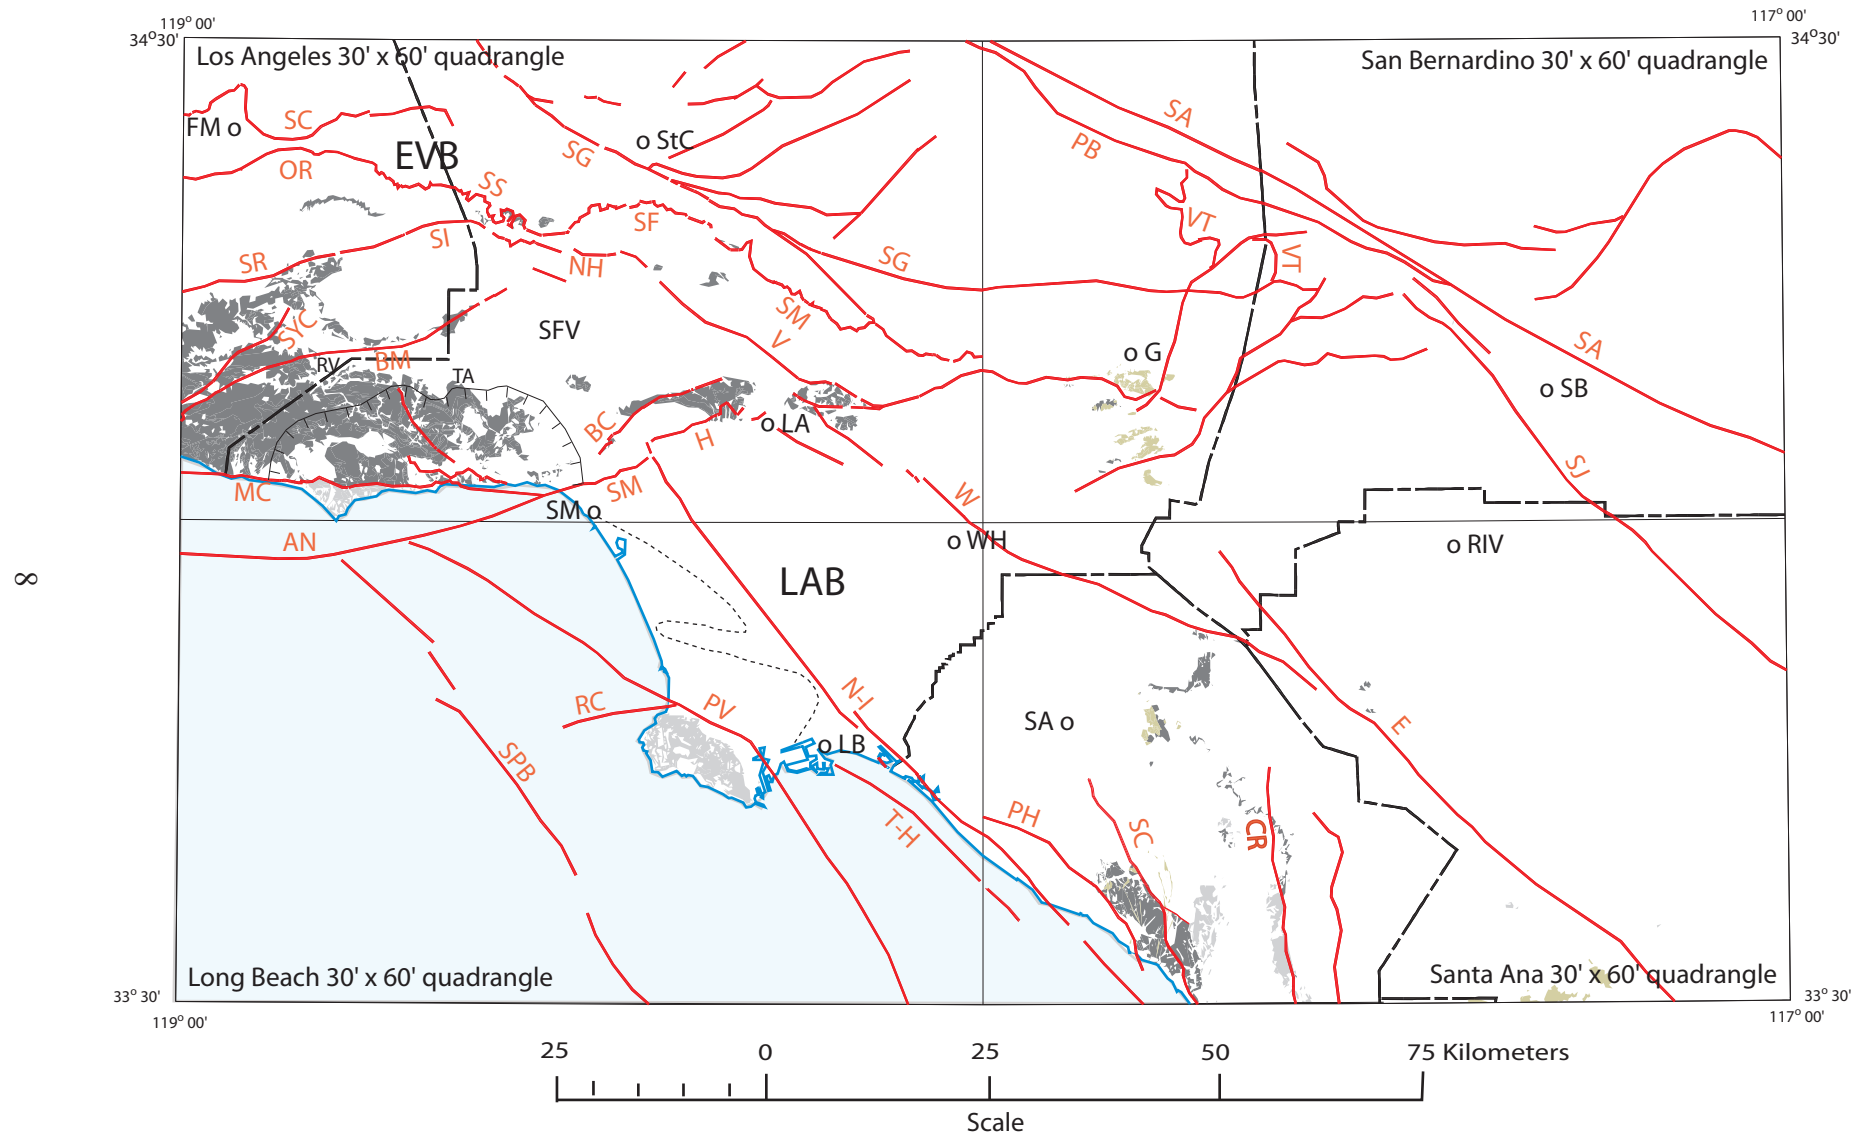 119° 00'
117° 00'
34°30'
34°30'
Los Angeles 30' x 60' quadrangle
San Bernardino 30' x 60' quadrangle
FM o
SC
EVB
SG
o StC
SA
PB
OR
SS
SF
VT
VT
SR
SI
NH
SG
SYC
SFV
SM
V
RV
BM
TA
o G
SA
o SB
BC
H
o LA
SJ
MC
SM
SM o
W
AN
o WH
o RIV
8
LAB
N-I
RC
PV
SA o
E
SPB
o LB
T-H
PH
SC
CR
Long Beach 30' x 60' quadrangle
Santa Ana 30' x 60' quadrangle
33° 30'
33° 30'
119° 00'
117° 00'
25 0 25 50 75 Kilometers
Scale